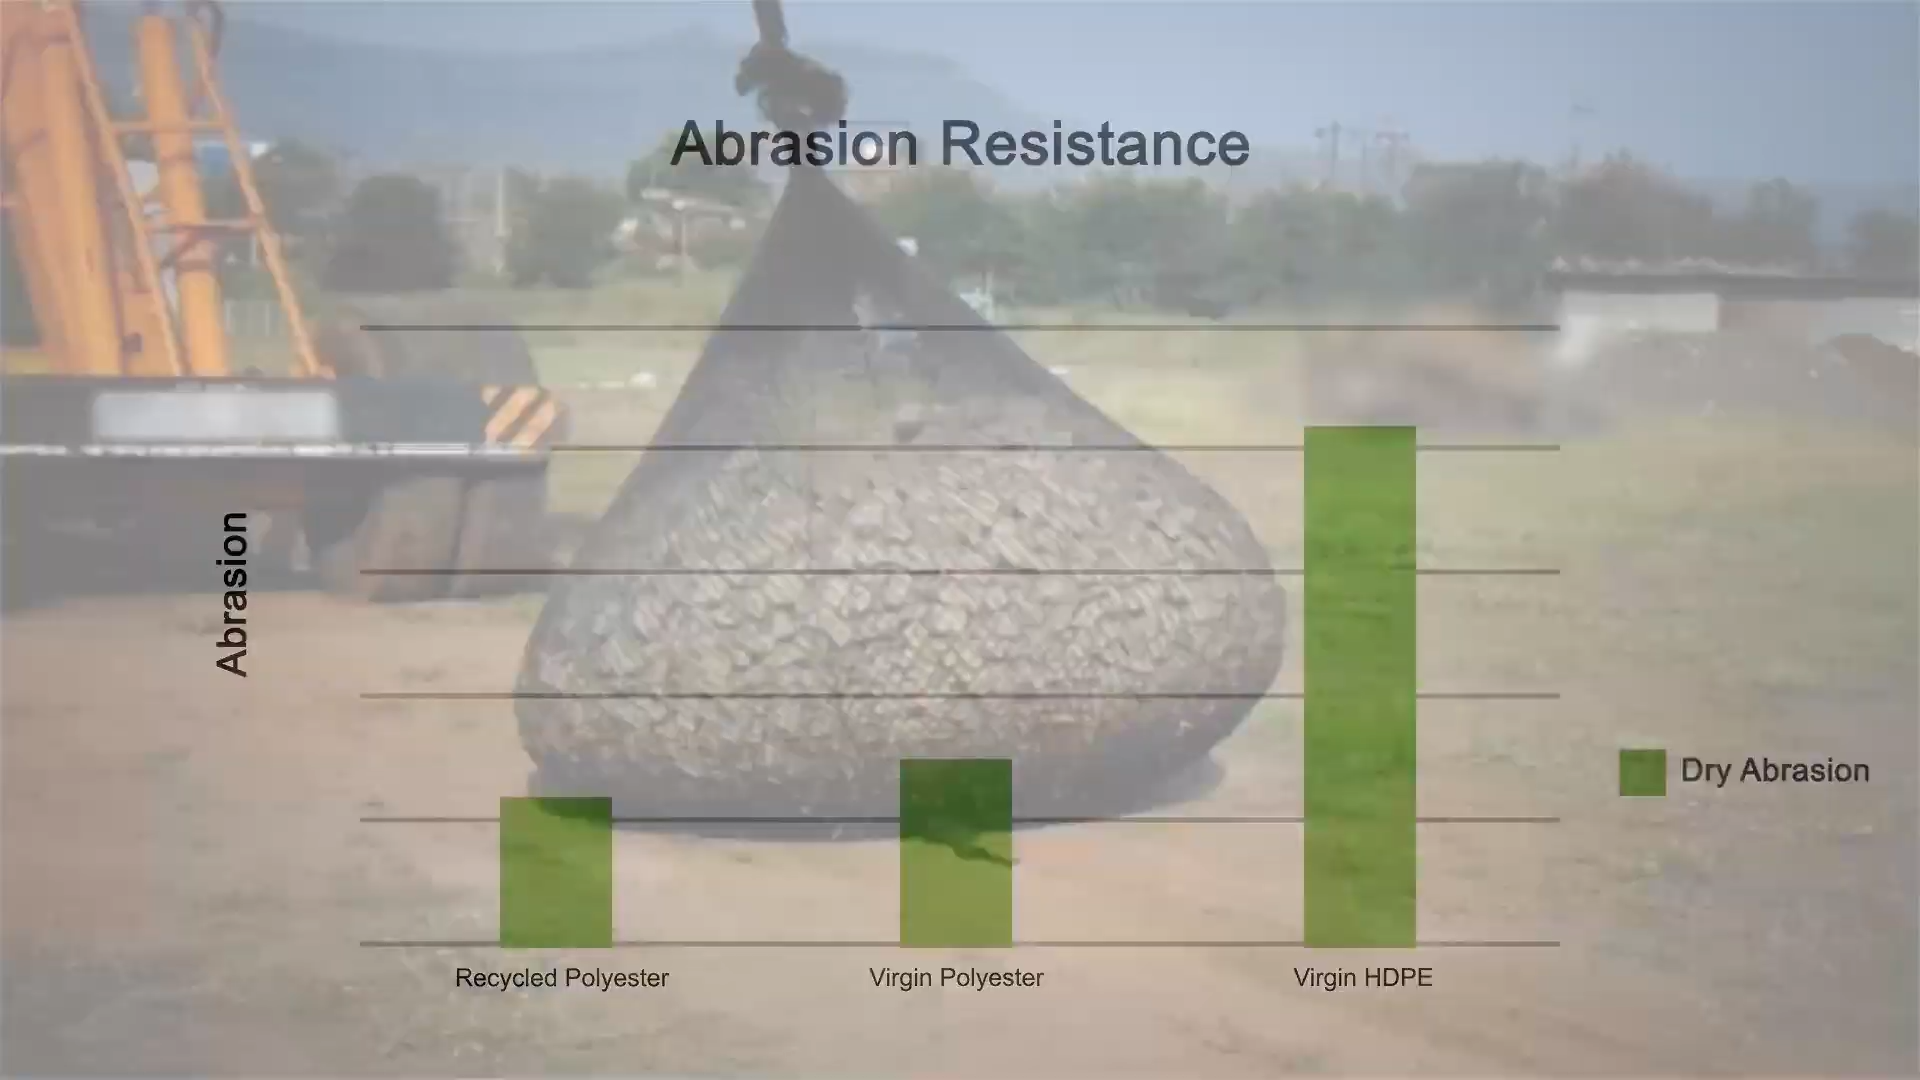 Abrasion Resistance
Abrasion
Dry Abrasion
Recycled Polyester
Virgin Polyester
Virgin HDPE